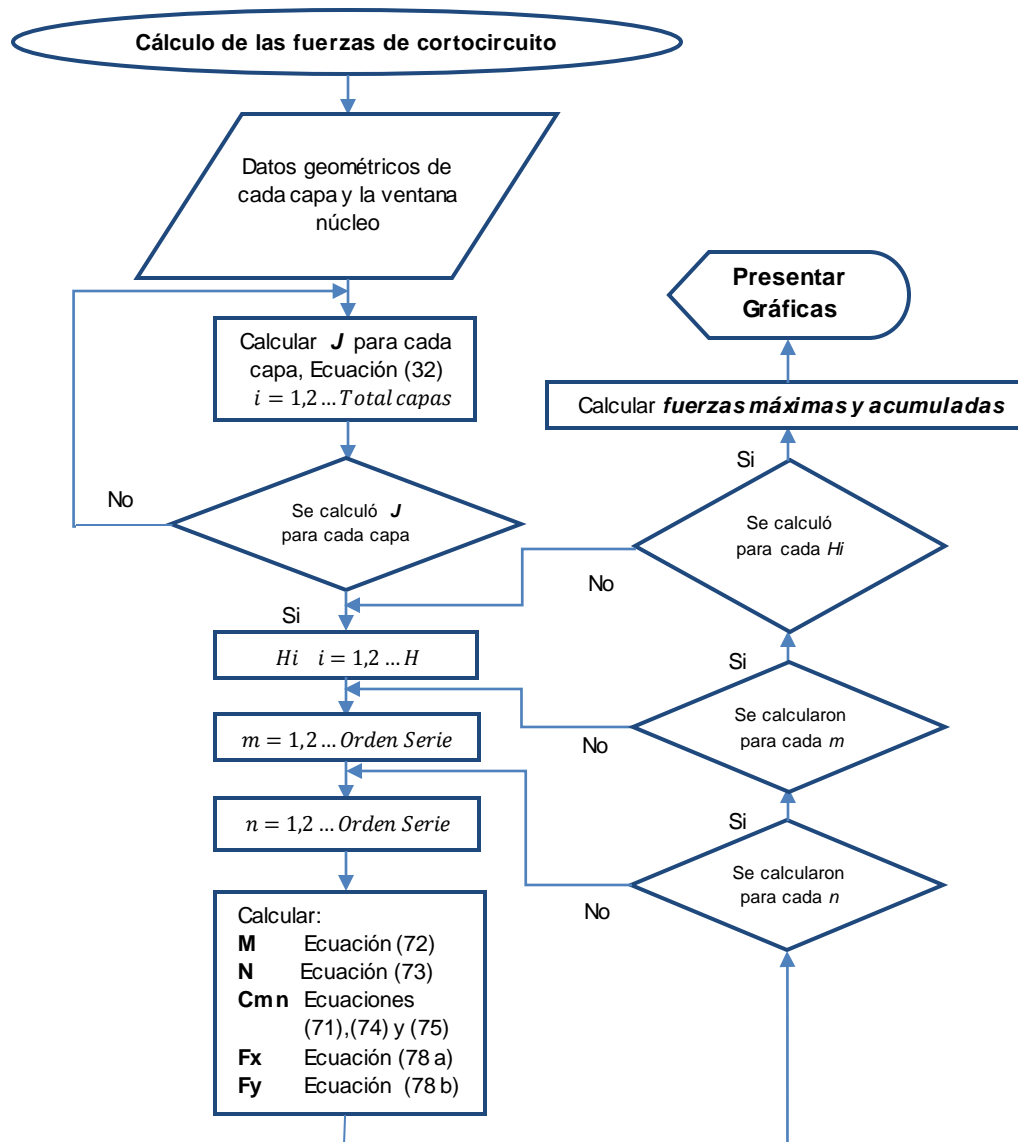 Cálculo de las fuerzas de cortocircuito
Datos geométricos de
cada capa y la ventana
núcleo
Calcular J para cada
capa, Ecuación (32)
i = 1,2 … Total capas
No
Se calculó J
para cada capa
Si
Hi i = 1,2 … H
m = 1,2 … Orden Serie
n = 1,2 … Orden Serie
Calcular:
M Ecuación (72)
N Ecuación (73)
Cmn Ecuaciones
(71),(74) y (75)
Fx Ecuación (78 a)
Fy Ecuación (78 b)
Presentar
Gráficas
Calcular fuerzas máximas y acumuladas
Si
Se calculó
para cada Hi
No
Si
Se calcularon
para cada m
No
Si
Se calcularon
para cada n
No